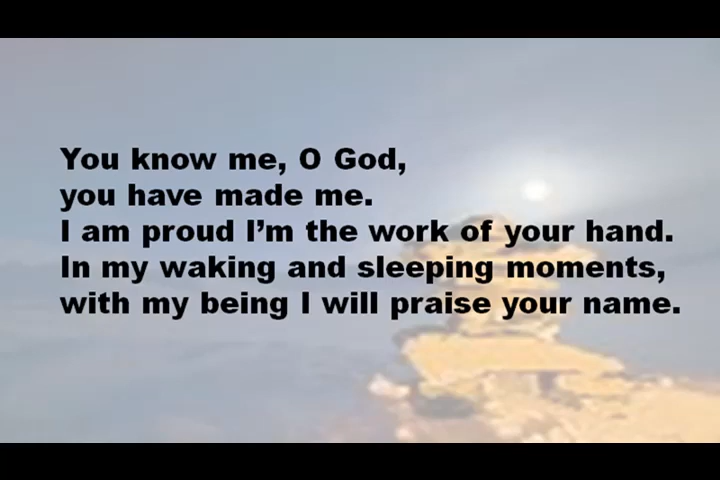 You know me, O God,
you have made me.
I am proud I’m the work of your hand.
In my waking and sleeping moments,
with my being I will praise your name.